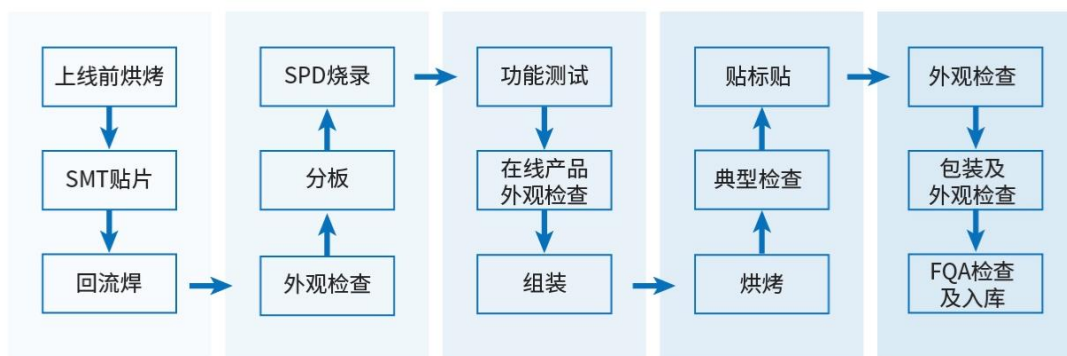 上线前烘烤
SMT贴片
回流焊
外观检查
分板
SPD烧录
功能测试
在线产品
外观检查
组装
烘烤
典型检查
贴标贴
外观检查
包装及
外观检查
FQA检查
及入库